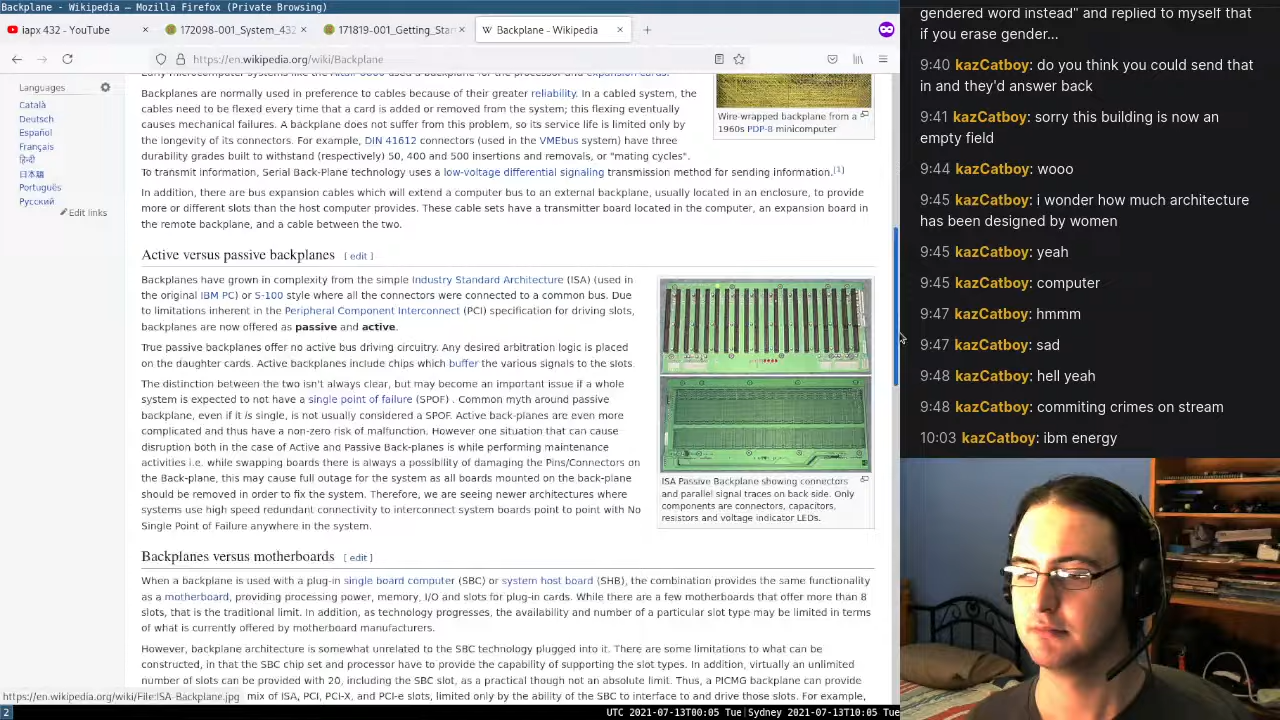 Backplane - Wikipedia — Mozilla Firefox (Private Browsing)
iapx 432 - YouTube
172098-001_System_432
171819-001_Getting_Star
Backplane - Wikipedia
https://en.wikipedia.org/wiki/Backplane
Languages
Català
Deutsch
Español
Français
हिन्दी
日本語
Português
Русский
Edit links
Backplanes are normally used in preference to cables because of their greater reliability. In a cabled system, the
cables need to be flexed every time that a card is added or removed from the system; this flexing eventually
causes mechanical failures. A backplane does not suffer from this problem, so its service life is limited only by
the longevity of its connectors. For example, DIN 41612 connectors (used in the VMEbus system) have three
durability grades built to withstand (respectively) 50, 400 and 500 insertions and removals, or "mating cycles".
To transmit information, Serial Back-Plane technology uses a low-voltage differential signaling transmission method for sending information.[1]
In addition, there are bus expansion cables which will extend a computer bus to an external backplane, usually located in an enclosure, to provide
more or different slots than the host computer provides. These cable sets have a transmitter board located in the computer, an expansion board in
the remote backplane, and a cable between the two.
Wire-wrapped backplane from a
1960s PDP-8 minicomputer
Active versus passive backplanes [ edit ]
Backplanes have grown in complexity from the simple Industry Standard Architecture (ISA) (used in
the original IBM PC) or S-100 style where all the connectors were connected to a common bus. Due
to limitations inherent in the Peripheral Component Interconnect (PCI) specification for driving slots,
backplanes are now offered as passive and active.
True passive backplanes offer no active bus driving circuitry. Any desired arbitration logic is placed
on the daughter cards. Active backplanes include chips which buffer the various signals to the slots.
The distinction between the two isn't always clear, but may become an important issue if a whole
system is expected to not have a single point of failure (SPOF) . Common myth around passive
backplane, even if it is single, is not usually considered a SPOF. Active back-planes are even more
complicated and thus have a non-zero risk of malfunction. However one situation that can cause
disruption both in the case of Active and Passive Back-planes is while performing maintenance
activities i.e. while swapping boards there is always a possibility of damaging the Pins/Connectors on
the Back-plane, this may cause full outage for the system as all boards mounted on the back-plane
should be removed in order to fix the system. Therefore, we are seeing newer architectures where
systems use high speed redundant connectivity to interconnect system boards point to point with No
Single Point of Failure anywhere in the system.
ISA Passive Backplane showing connectors
and parallel signal traces on back side. Only
components are connectors, capacitors,
resistors and voltage indicator LEDs.
Backplanes versus motherboards [ edit ]
When a backplane is used with a plug-in single board computer (SBC) or system host board (SHB), the combination provides the same functionality
as a motherboard, providing processing power, memory, I/O and slots for plug-in cards. While there are a few motherboards that offer more than 8
slots, that is the traditional limit. In addition, as technology progresses, the availability and number of a particular slot type may be limited in terms
of what is currently offered by motherboard manufacturers.
However, backplane architecture is somewhat unrelated to the SBC technology plugged into it. There are some limitations to what can be
constructed, in that the SBC chip set and processor have to provide the capability of supporting the slot types. In addition, virtually an unlimited
number of slots can be provided with 20, including the SBC slot, as a practical though not an absolute limit. Thus, a PICMG backplane can provide
mix of ISA, PCI, PCI-X, and PCI-e slots, limited only by the ability of the SBC to interface to and drive those slots. For example,
https://en.wikipedia.org/wiki/File:ISA-Backplane.jpg
2
UTC 2021-07-13T00:05 Tue Sydney 2021-07-13T10:05 Tue
gendered word instead" and replied to myself that
if you erase gender...
9:40 kazCatboy: do you think you could send that
in and they'd answer back
9:41 kazCatboy: sorry this building is now an
empty field
9:44 kazCatboy: wooo
9:45 kazCatboy: i wonder how much architecture
has been designed by women
9:45 kazCatboy: yeah
9:45 kazCatboy: computer
9:47 kazCatboy: hmmm
9:47 kazCatboy: sad
9:48 kazCatboy: hell yeah
9:48 kazCatboy: commiting crimes on stream
10:03 kazCatboy: ibm energy